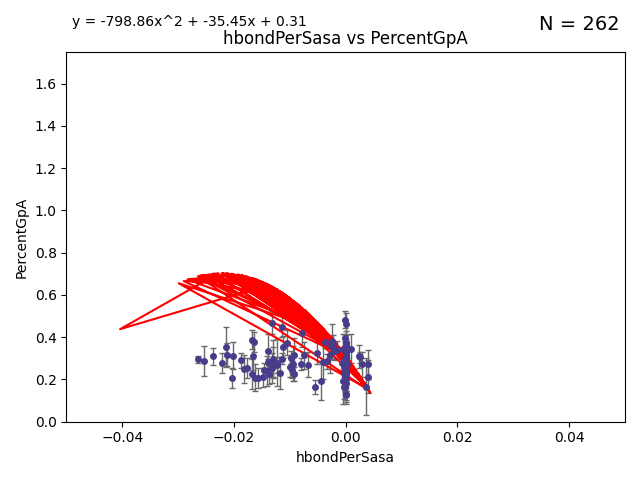 y = -798.86x^2 + -35.45x + 0.31
N = 262
hbondPerSasa vs PercentGpA
PercentGpA
1.6
1.4
1.2
1.0
0.8
0.6
0.4
0.2
0.0
−0.04
−0.02
0.00
0.02
0.04
hbondPerSasa